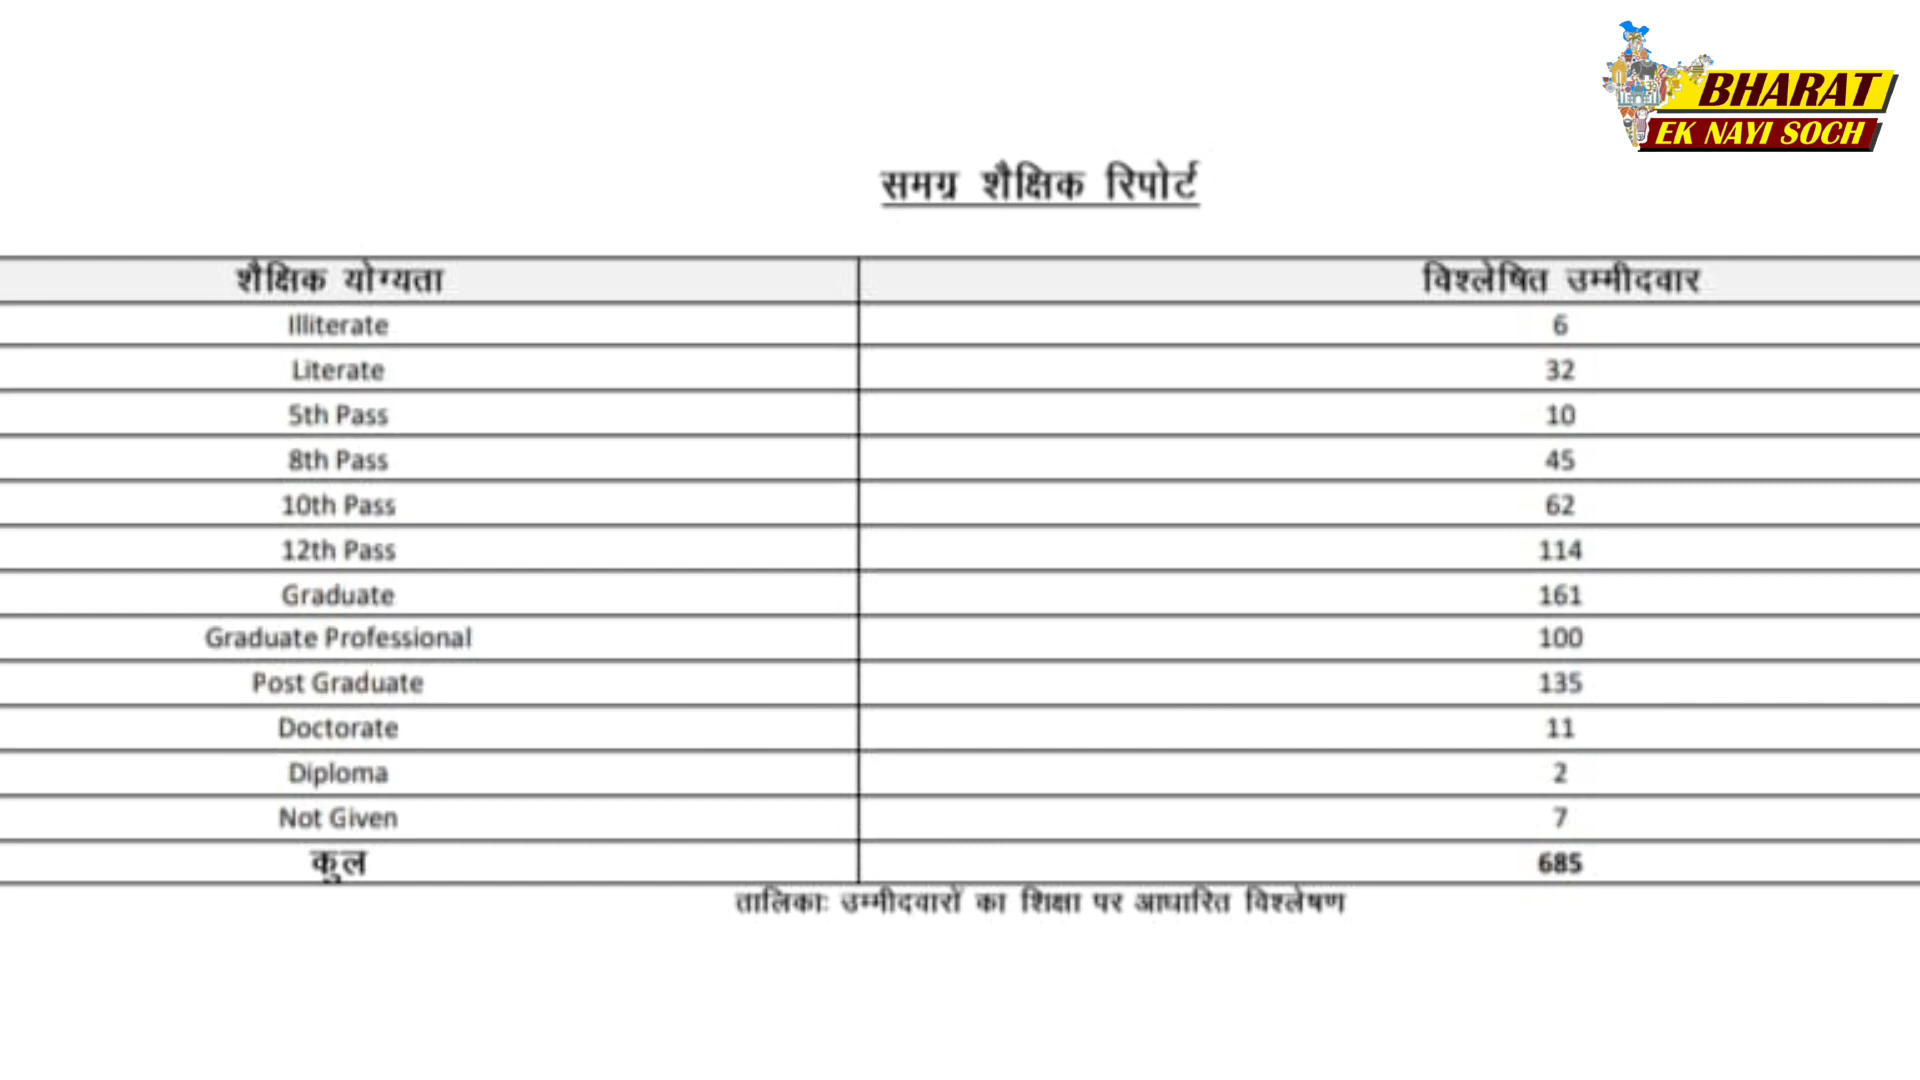 BHARAT
EK NAYI SOCH
समग्र शैक्षिक रिपोर्ट
शैक्षिक योग्यता विश्लेषित उम्मीदवार
Illiterate 6
Literate 32
5th Pass 10
8th Pass 45
10th Pass 62
12th Pass 114
Graduate 161
Graduate Professional 100
Post Graduate 135
Doctorate 11
Diploma 2
Not Given 7
कुल 685
तालिकाः उम्मीदवारों का शिक्षा पर आधारित विश्लेषण